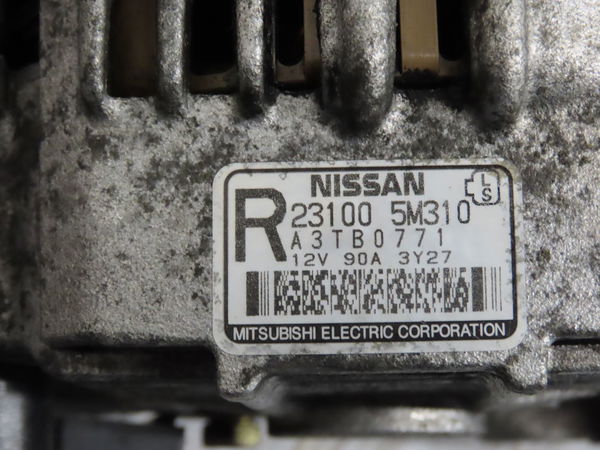 NISSAN
L
S
R 23100 5M310
A3TB0771
12V 90A 3Y27
MITSUBISHI ELECTRIC CORPORATION